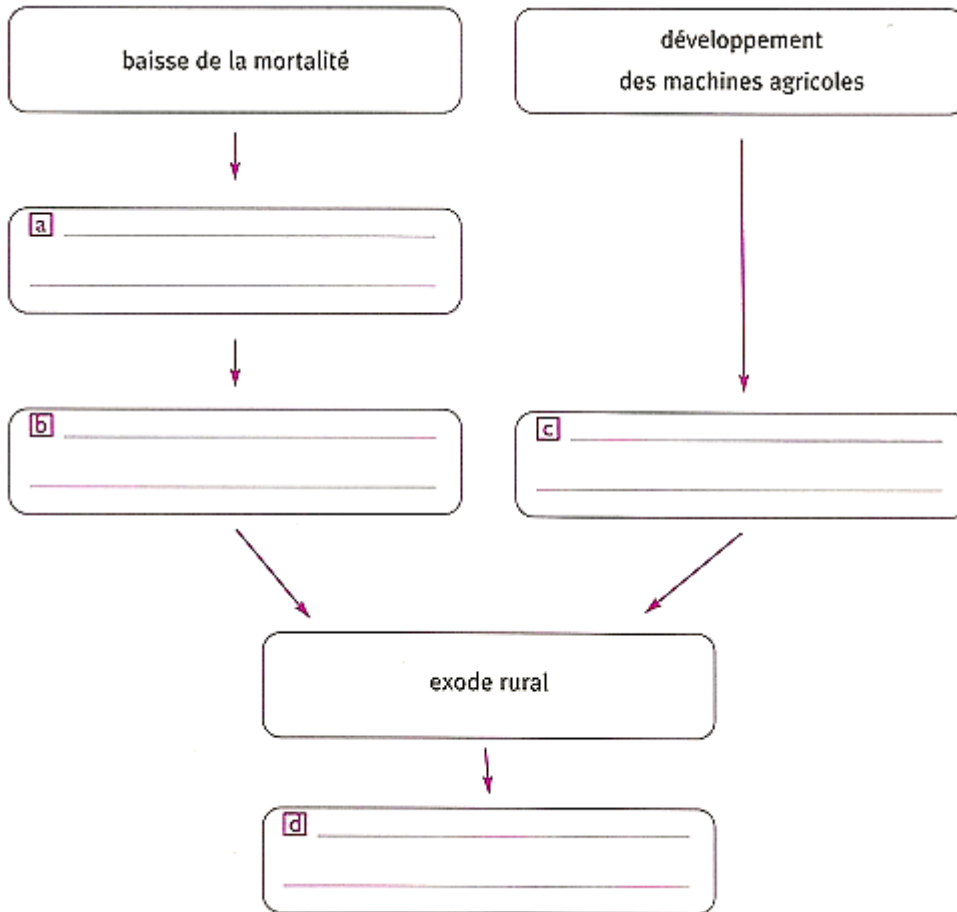 baisse de la mortalité
développement
des machines agricoles
a
b
c
exode rural
d